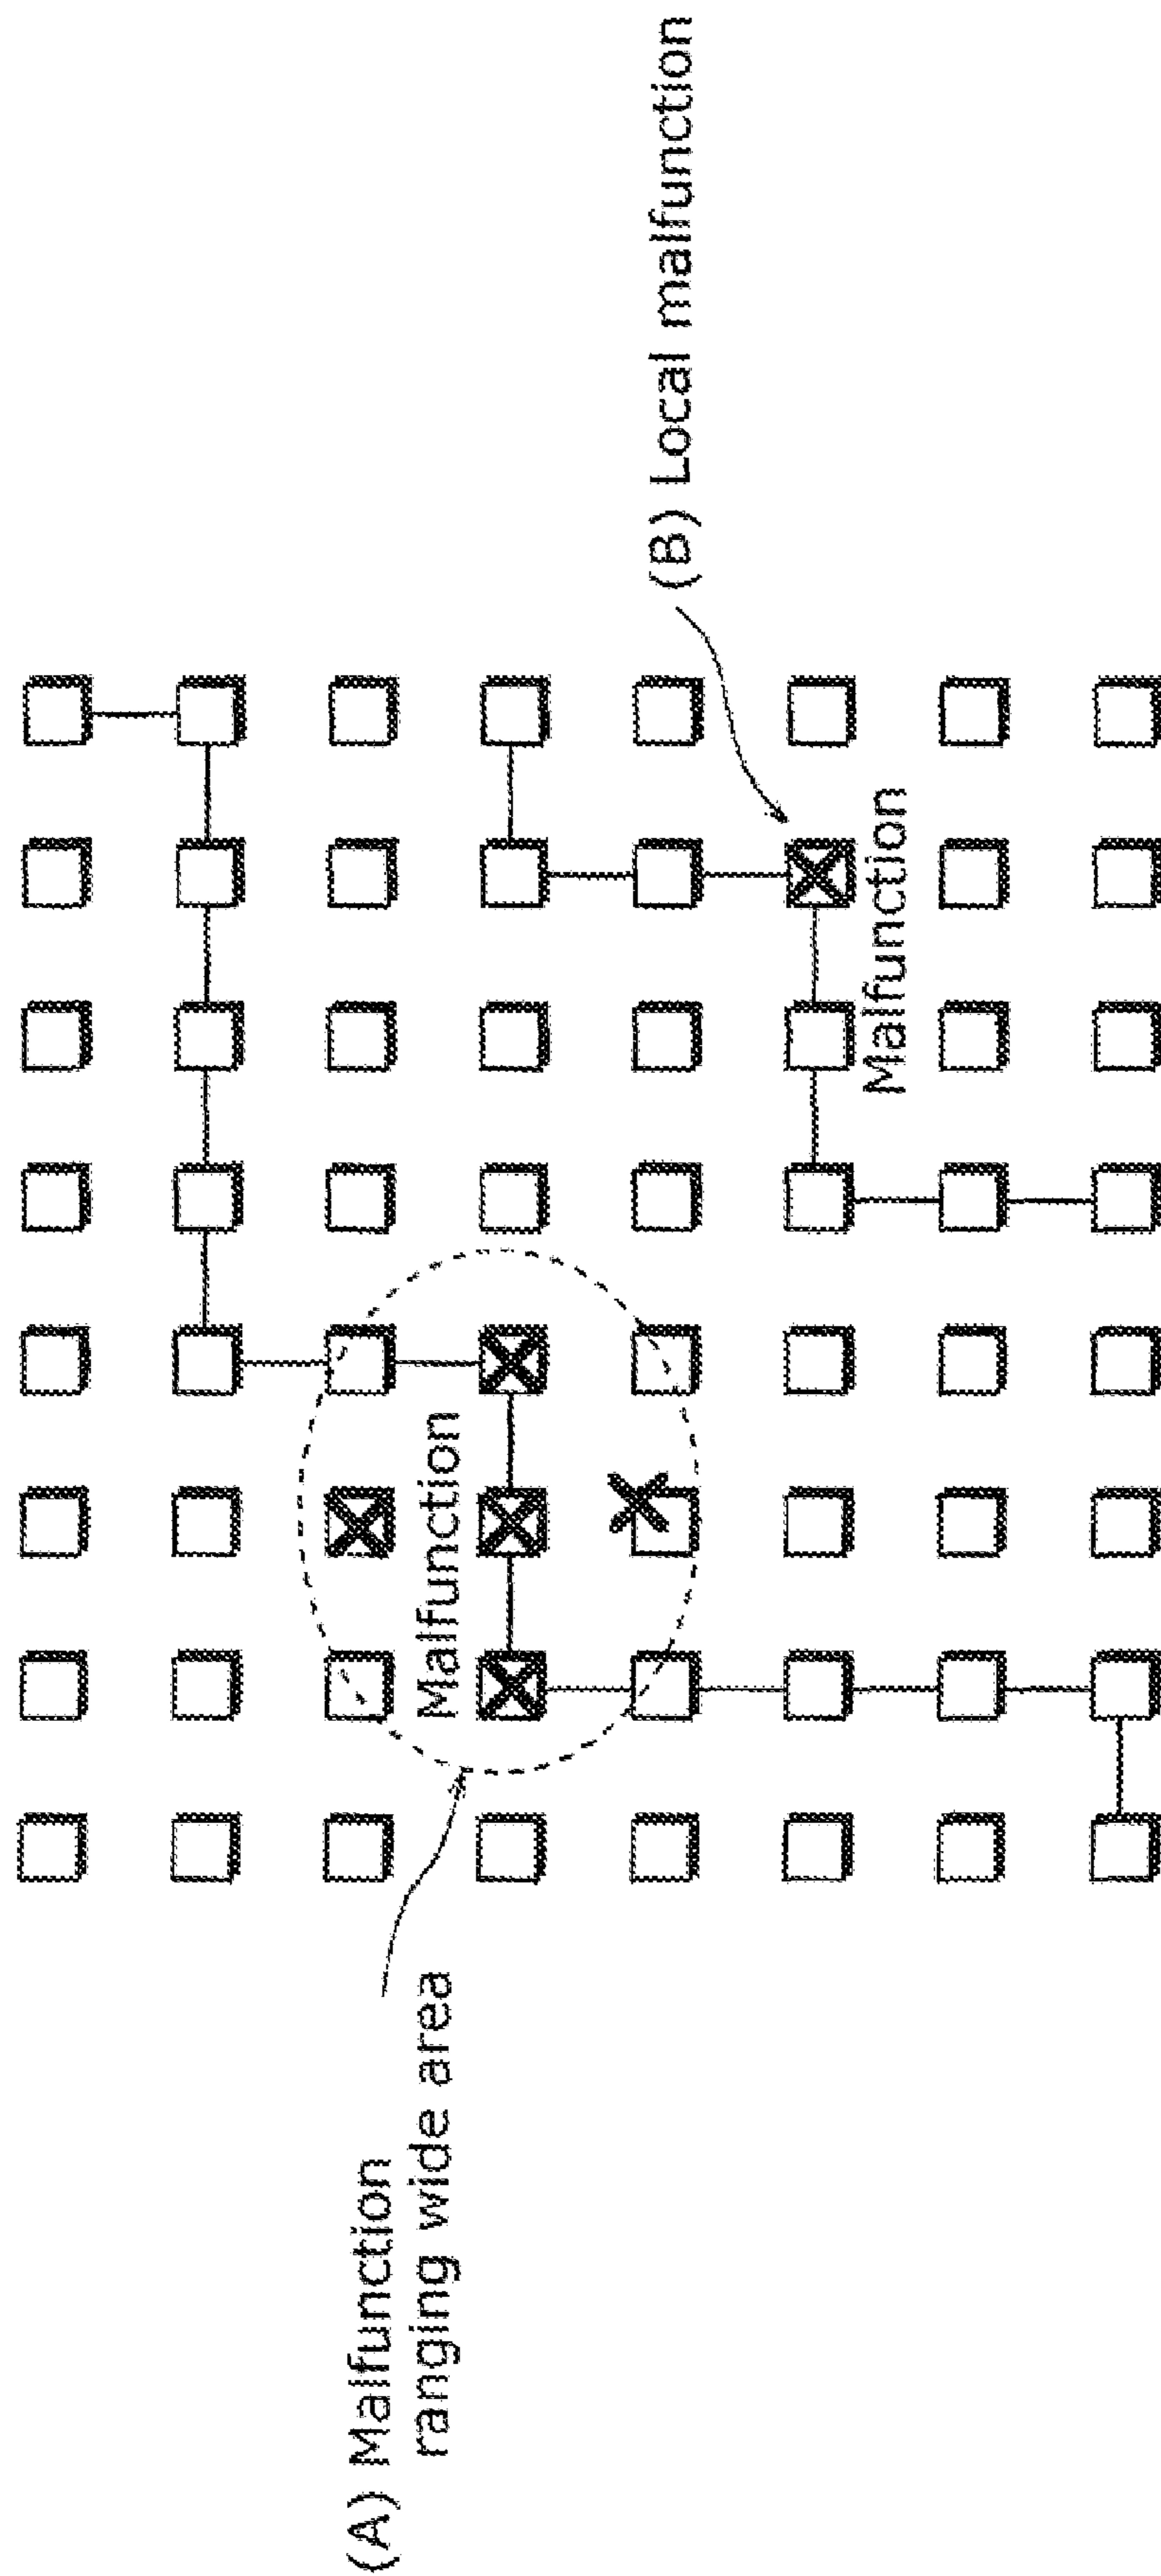 (A) Malfunction
ranging wide area
Malfunction
Malfunction
(B) Local malfunction